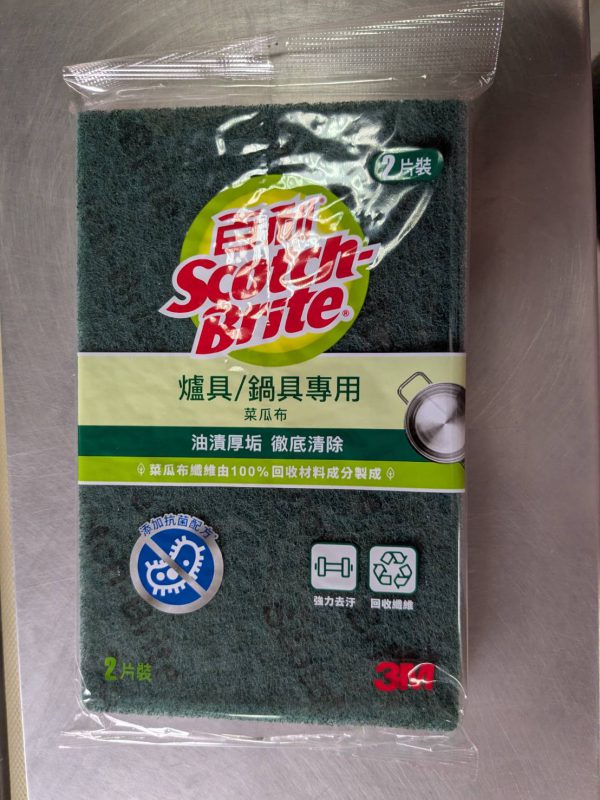 2片裝
百利
Scotch-
Brite®
爐具/鍋具專用
菜瓜布
油漬厚垢 徹底清除
菜瓜布纖維由100%回收材料成分製成
添加抗菌配方
強力去汙
回收纖維
2片裝
3M